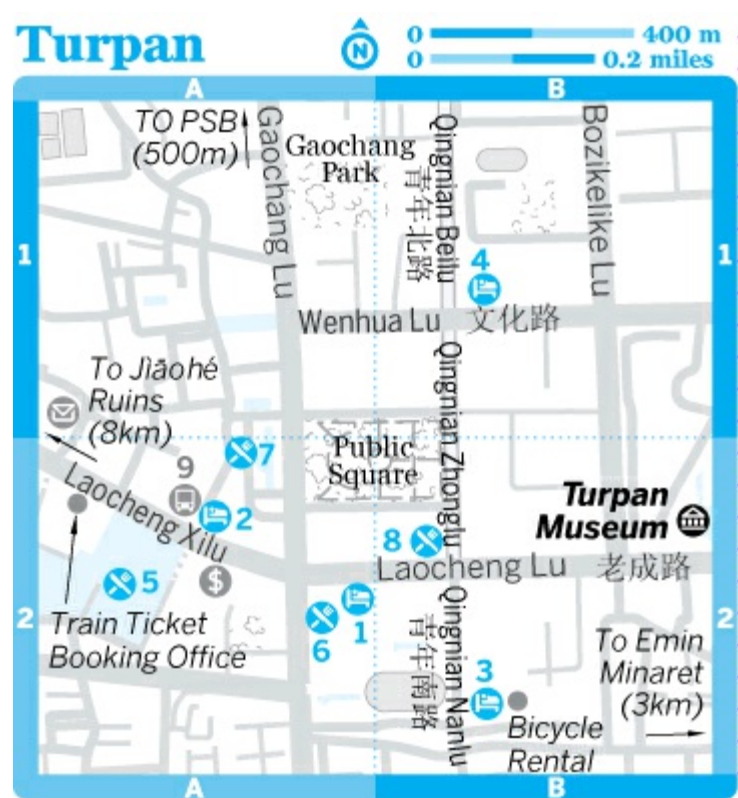 Turpan
N
0 400 m
0 0.2 miles
A
B
TO PSB
(500m)
Gaochang Lu
Gaochang
Park
Qingnian Beilu
青年北路
Bozikelike Lu
1
1
4
Wenhua Lu 文化路
To Jiāohé
Ruins
(8km)
Qingnian Zhonglu
Public
Square
7
9
2
Laocheng Xilu
Turpan
Museum
8
Laocheng Lu 老成路
5
$
2
2
Train Ticket
Booking Office
6
1
Qingnian Nanlu
青年南路
3
To Emin
Minaret
(3km)
Bicycle
Rental
A
B